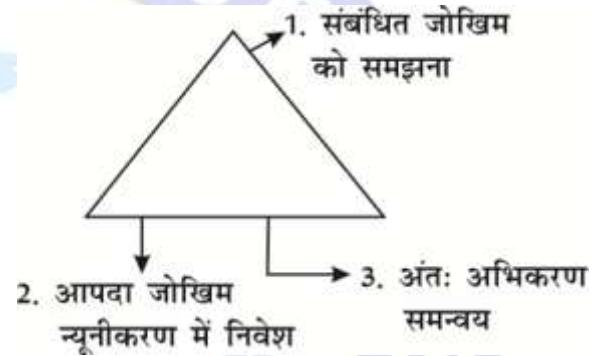 1. संबंधित जोखिम
को समझना
2. आपदा जोखिम
न्यूनीकरण में निवेश
3. अंतः अभिकरण
समन्वय